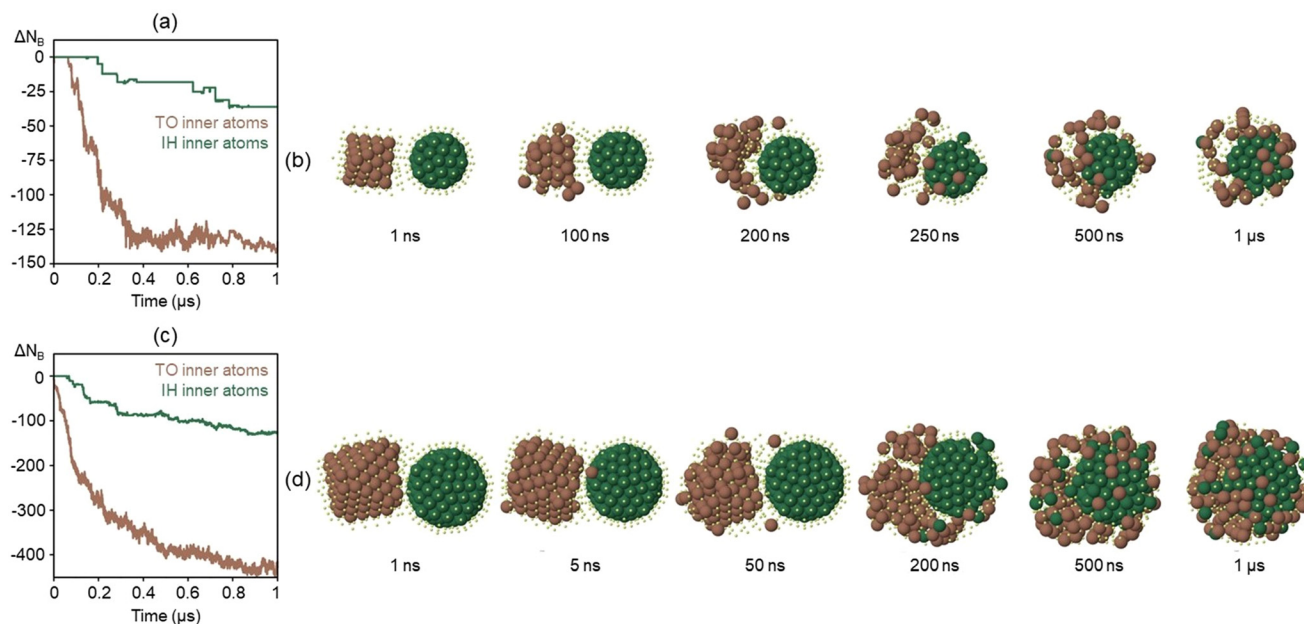 (a)
ΔN_B
0
-25
-50
-75
-100
-125
-150
TO inner atoms
IH inner atoms
0 0.2 0.4 0.6 0.8 1
Time (µs)
(b)
1 ns 100 ns 200 ns 250 ns 500 ns 1 µs
(c)
ΔN_B
0
-100
-200
-300
-400
TO inner atoms
IH inner atoms
0 0.2 0.4 0.6 0.8 1
Time (µs)
(d)
1 ns 5 ns 50 ns 200 ns 500 ns 1 µs